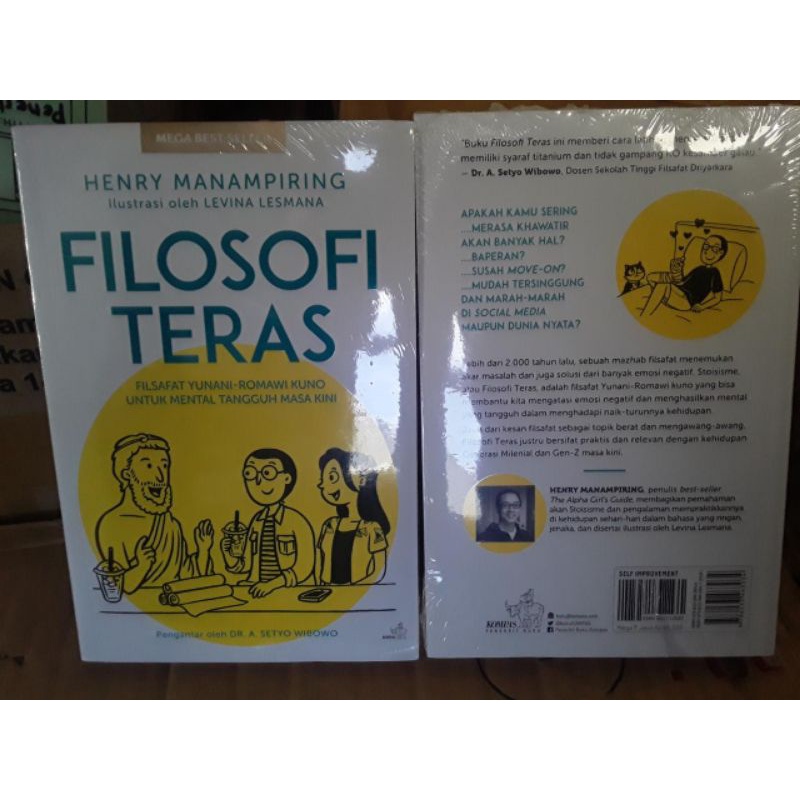 MEGA BEST SELLER
HENRY MANAMPIRING
Ilustrasi oleh LEVINA LESMANA
FILOSOFI
TERAS
FILSAFAT YUNANI-ROMAWI KUNO
UNTUK MENTAL TANGGUH MASA KINI
Pengantar oleh DR. A. SETYO WIBOWO
"Buku Filosofi Teras ini memberi cara
memiliki syaraf titanium dan tidak gampang KO
— Dr. A. Setyo Wibowo, Dosen Sekolah Tinggi Filsafat Driyarkara
APAKAH KAMU SERING
....MERASA KHAWATIR
AKAN BANYAK HAL?
....BAPERAN?
....SUSAH MOVE-ON?
....MUDAH TERSINGGUNG
DAN MARAH-MARAH
DI SOCIAL MEDIA
MAUPUN DUNIA NYATA?
Lebih dari 2.000 tahun lalu, sebuah mazhab filsafat menemukan
akar masalah dan juga solusi dari banyak emosi negatif. Stoisisme,
atau Filosofi Teras, adalah filsafat Yunani-Romawi kuno yang bisa
membantu kita mengatasi emosi negatif dan menghasilkan mental
yang tangguh dalam menghadapi naik-turunnya kehidupan.
dari kesan filsafat sebagai topik berat dan mengawang-awang,
Filosofi Teras justru bersifat praktis dan relevan dengan kehidupan
Generasi Milenial dan Gen-Z masa kini.
HENRY MANAMPIRING, penulis best-seller
The Alpha Girl's Guide, membagikan pemahaman
akan Stoisisme dan pengalaman mempraktikkannya
di kehidupan sehari-hari dalam bahasa yang ringan,
jenaka, dan disertai ilustrasi oleh Levina Lesmana.
SELF IMPROVEMENT
KOMPAS
PENERBIT BUKU